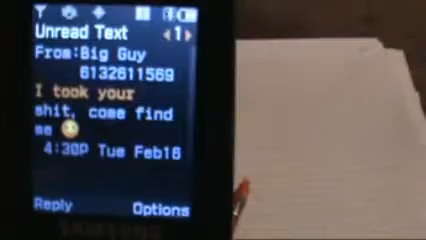 Unread Text
1
From:Big Guy
6132611569
I took your
shit, come find
me
4:30P Tue Feb16
Reply
Options
SAMSUNG